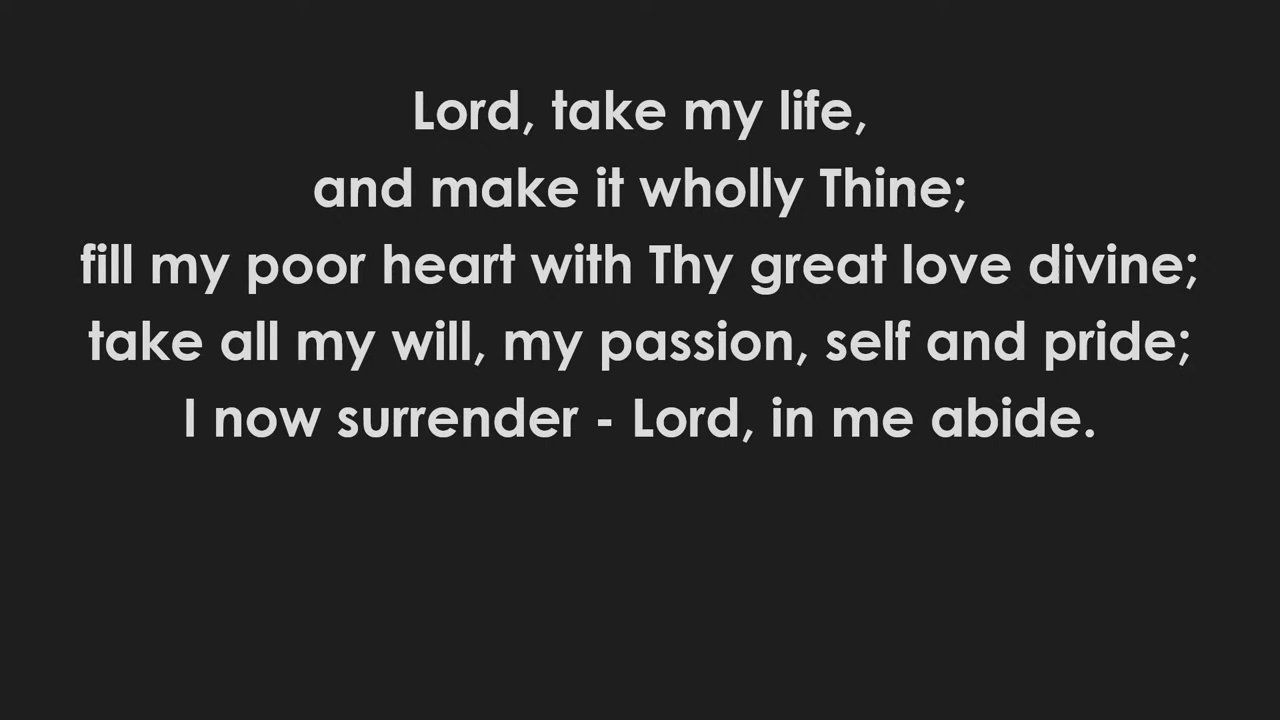 Lord, take my life,
and make it wholly Thine;
fill my poor heart with Thy great love divine;
take all my will, my passion, self and pride;
I now surrender - Lord, in me abide.